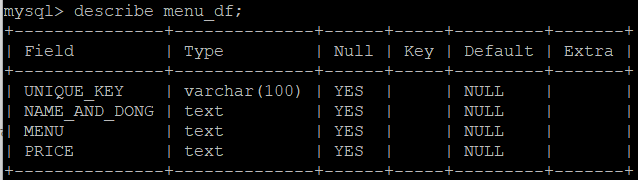 mysql> describe menu_df;
+---------------+--------------+------+-----+---------+-------+
| Field         | Type         | Null | Key | Default | Extra |
+---------------+--------------+------+-----+---------+-------+
| UNIQUE_KEY    | varchar(100) | YES  |     | NULL    |       |
| NAME_AND_DONG | text         | YES  |     | NULL    |       |
| MENU          | text         | YES  |     | NULL    |       |
| PRICE         | text         | YES  |     | NULL    |       |
+---------------+--------------+------+-----+---------+-------+